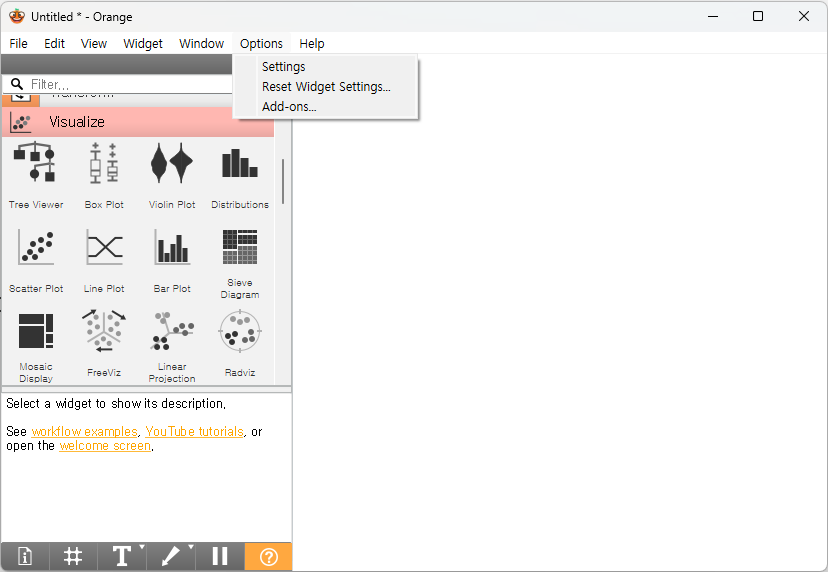 Untitled * - Orange
File Edit View Widget Window Options Help
Settings
Reset Widget Settings...
Add-ons...
Filter...
Visualize
Tree Viewer Box Plot Violin Plot Distributions
Scatter Plot Line Plot Bar Plot Sieve Diagram
Mosaic Display FreeViz Linear Projection Radviz
Select a widget to show its description.
See workflow examples, YouTube tutorials, or
open the welcome screen.
T